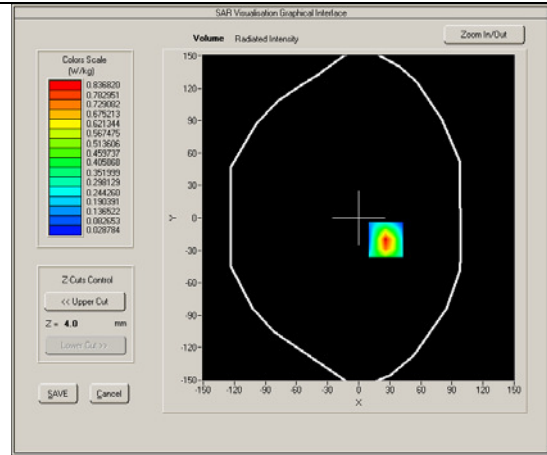 SAR Visualisation Graphical Interface
Volume Radiated Intensity
Zoom In/Out
Colors Scale
(W/kg)
0.836820
0.782951
0.729082
0.675213
0.621344
0.567475
0.513606
0.459737
0.405868
0.351999
0.298129
0.244260
0.190391
0.136522
0.082653
0.028784
Z-Cuts Control
<< Upper Cut
Z = 4.0 mm
Lower Cut >>
SAVE Cancel
150-
120-
90-
60-
30-
0-
-30-
-60-
-90-
-120-
-150-
Y
-150 -120 -90 -60 -30 0 30 60 90 120 150
X